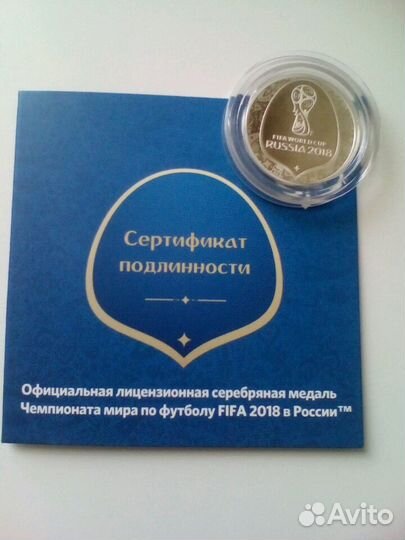 FIFA WORLD CUP
RUSSIA 2018
Сертификат
подлинности
Официальная лицензионная серебряная медаль
Чемпионата мира по футболу FIFA 2018 в России™
Avito